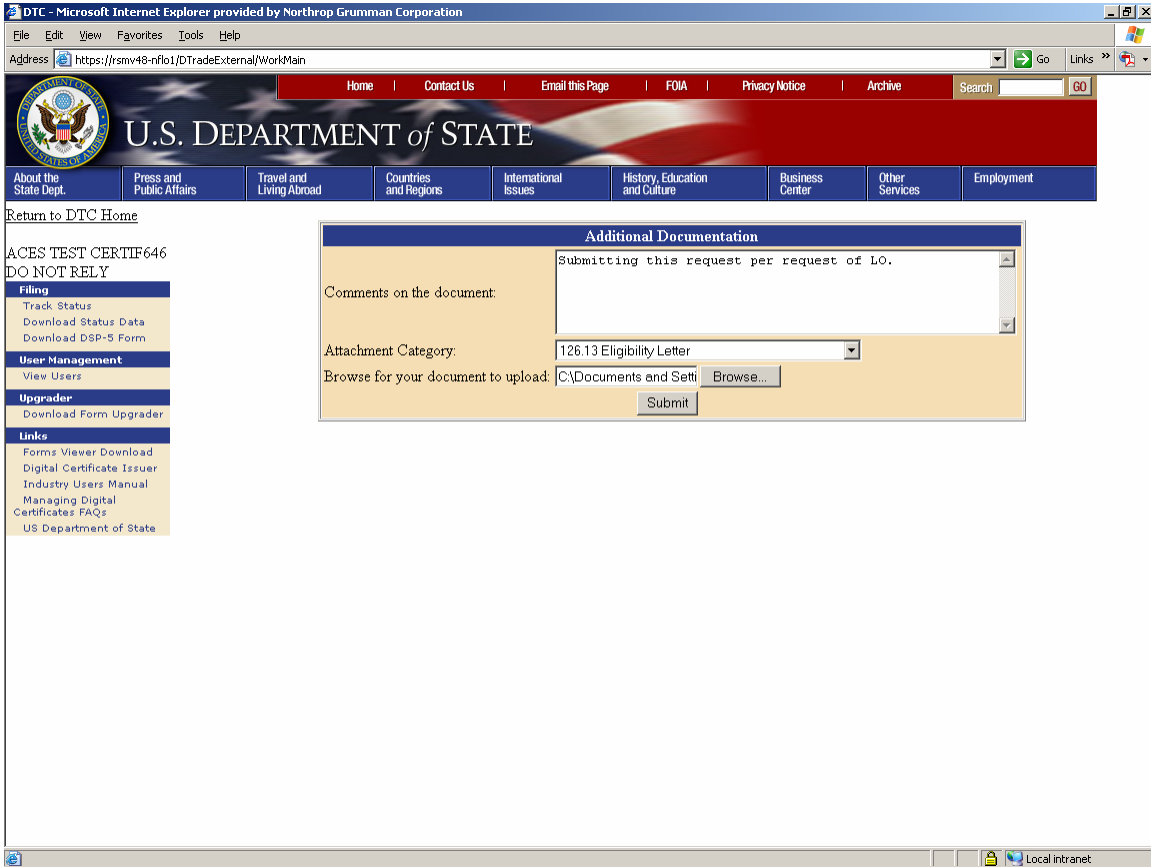 DTC - Microsoft Internet Explorer provided by Northrop Grumman Corporation
File Edit View Favorites Tools Help
Address https://rsmv48-nflo1/DTradeExternal/WorkMain Go Links »
Home | Contact Us | Email this Page | FOIA | Privacy Notice | Archive Search GO
DEPARTMENT OF STATE
UNITED STATES OF AMERICA
U.S. DEPARTMENT of STATE
About the State Dept.
Press and Public Affairs
Travel and Living Abroad
Countries and Regions
International Issues
History, Education and Culture
Business Center
Other Services
Employment
Return to DTC Home
ACES TEST CERTIF646
DO NOT RELY
Filing
Track Status
Download Status Data
Download DSP-5 Form
User Management
View Users
Upgrader
Download Form Upgrader
Links
Forms Viewer Download
Digital Certificate Issuer
Industry Users Manual
Managing Digital
Certificates FAQs
US Department of State
Additional Documentation
Comments on the document:
Submitting this request per request of LO.
Attachment Category: 126.13 Eligibility Letter
Browse for your document to upload: C:\Documents and Setti Browse...
Submit
Local intranet